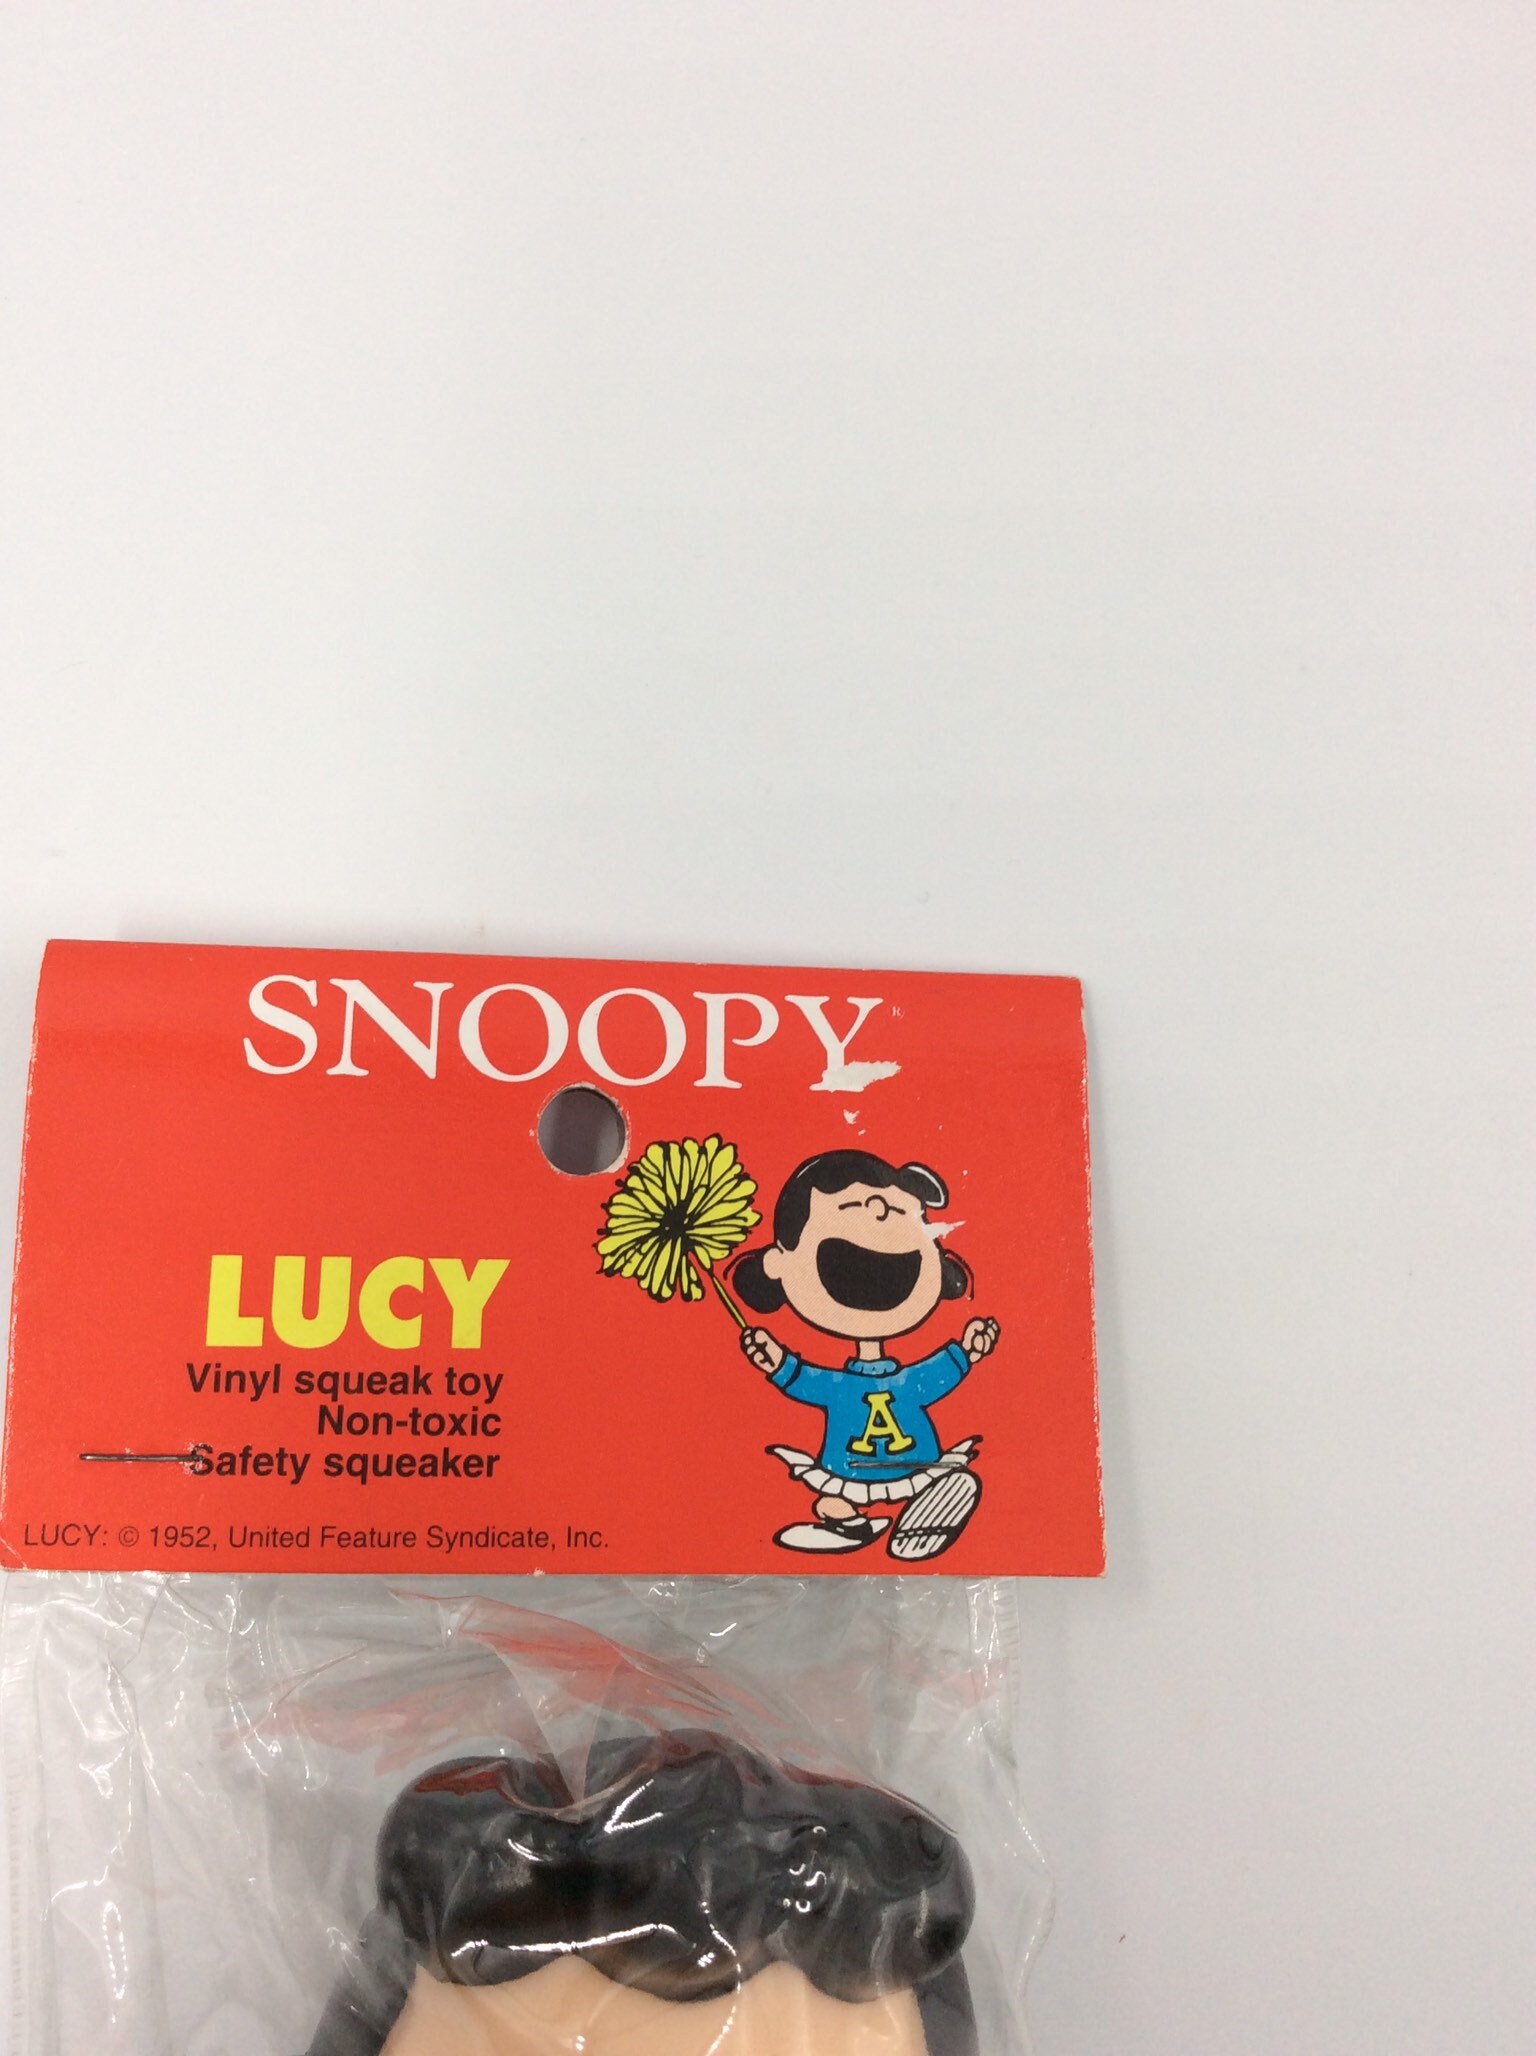 SNOOPY®
LUCY
Vinyl squeak toy
Non-toxic
Safety squeaker
A
LUCY: © 1952, United Feature Syndicate, Inc.